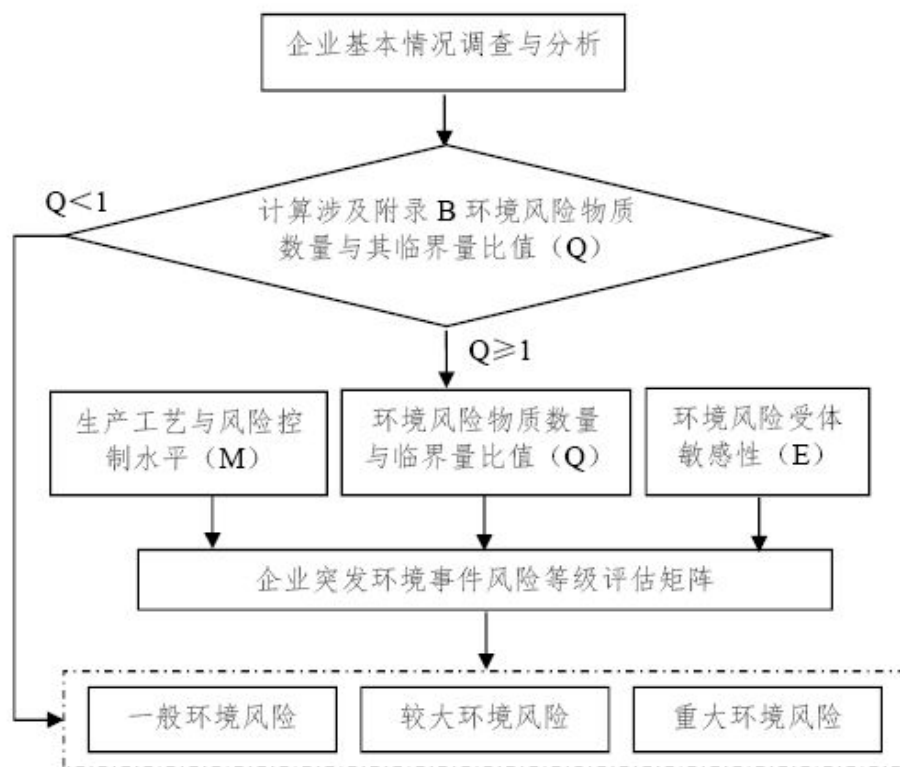 企业基本情况调查与分析
Q＜1
计算涉及附录 B 环境风险物质
数量与其临界量比值（Q）
Q≥1
生产工艺与风险控
制水平（M）
环境风险物质数量
与临界量比值（Q）
环境风险受体
敏感性（E）
企业突发环境事件风险等级评估矩阵
一般环境风险
较大环境风险
重大环境风险